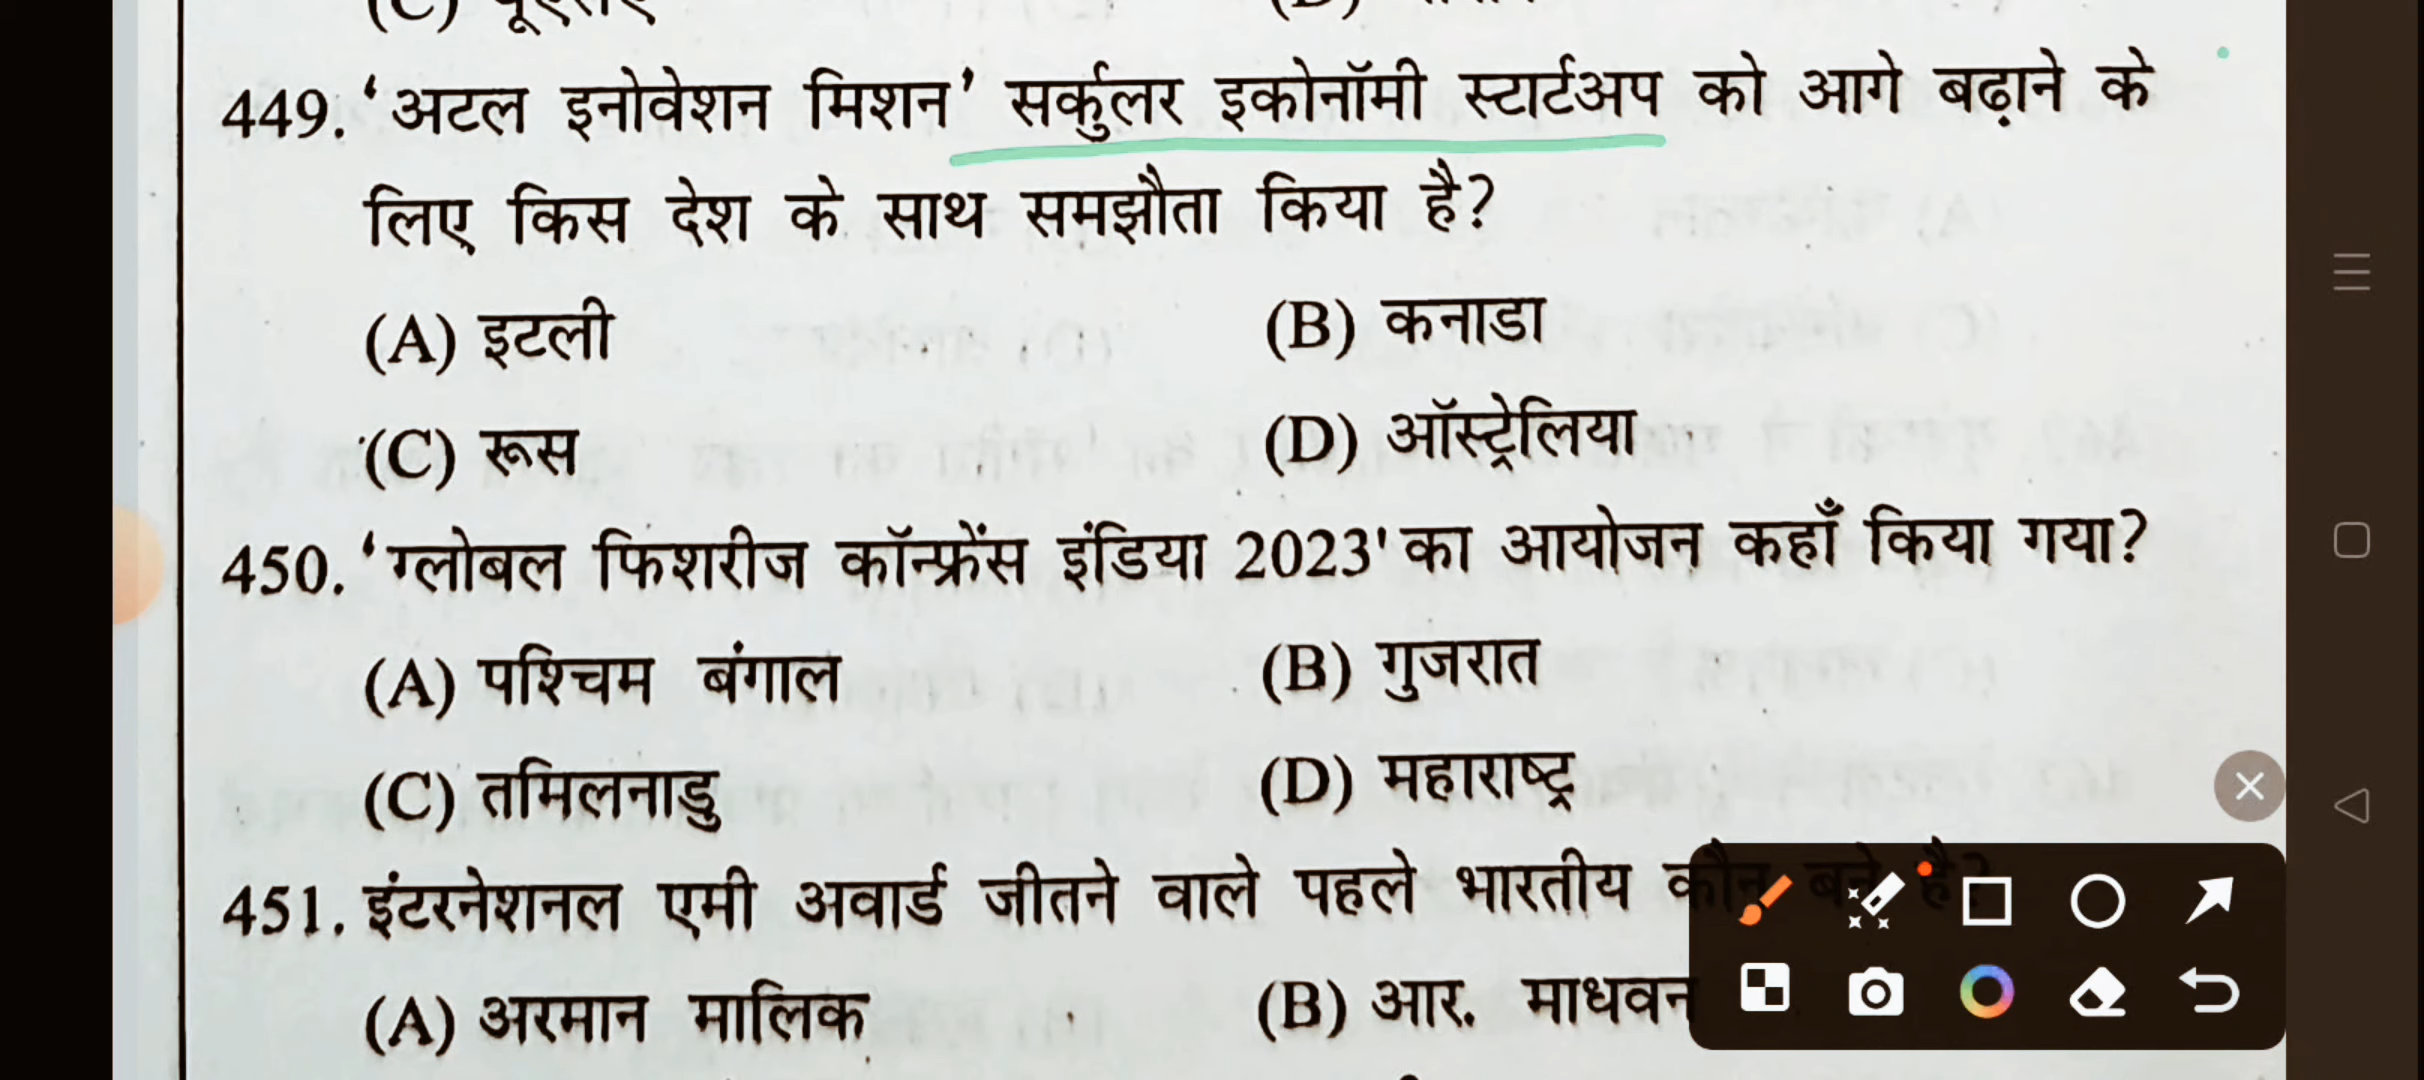 449. 'अटल इनोवेशन मिशन' सर्कुलर इकोनॉमी स्टार्टअप को आगे बढ़ाने के
लिए किस देश के साथ समझौता किया है?
(A) इटली (B) कनाडा
(C) रूस (D) ऑस्ट्रेलिया
450. 'ग्लोबल फिशरीज कॉन्फ्रेंस इंडिया 2023' का आयोजन कहाँ किया गया?
(A) पश्चिम बंगाल (B) गुजरात
(C) तमिलनाडु (D) महाराष्ट्र
451. इंटरनेशनल एमी अवार्ड जीतने वाले पहले भारतीय कौन बने है?
(A) अरमान मालिक (B) आर. माधवन